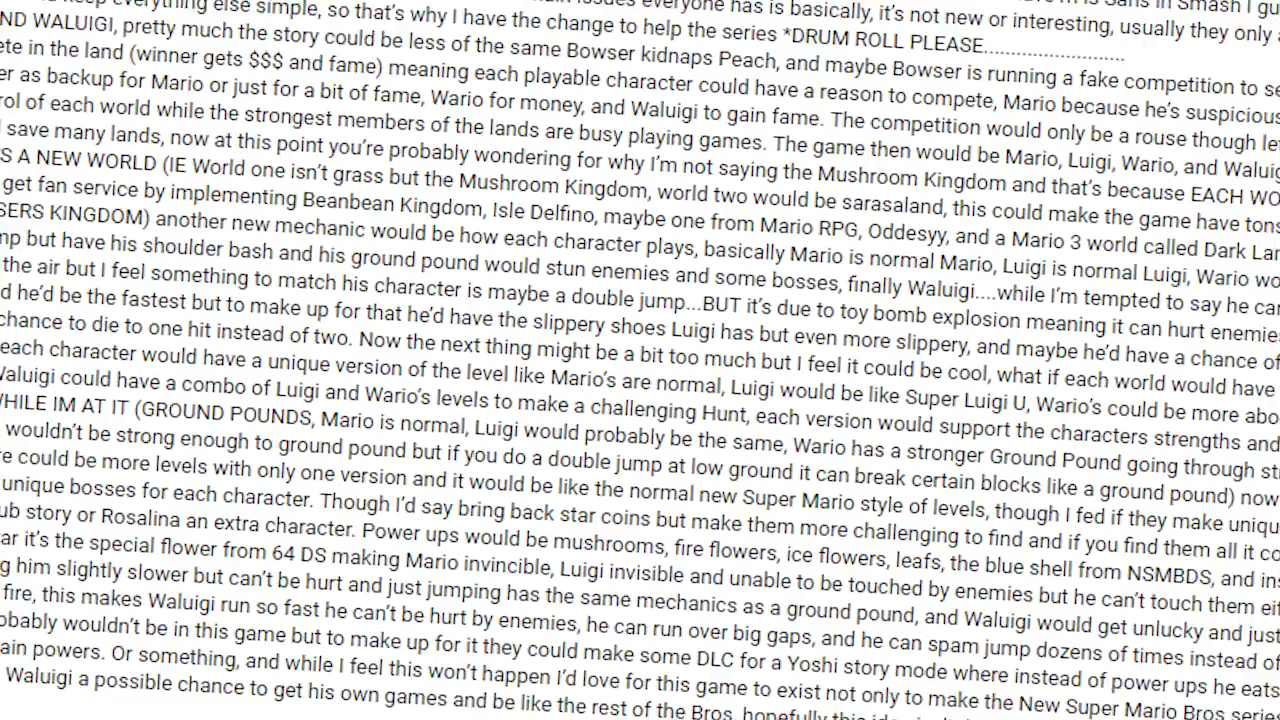 keep everything else simple, so that's why I have the change to help the series *DRUM ROLL PLEASE
issues everyone has is basically, it's not new or interesting, usually they only
ND WALUIGI, pretty much the story could be less of the same Bowser kidnaps Peach, and maybe Bowser is running a fake competition to se
ete in the land (winner gets $$$ and fame) meaning each playable character could have a reason to compete, Mario because he's suspicious
er as backup for Mario or just for a bit of fame, Wario for money, and Waluigi to gain fame. The competition would only be a rouse though le
rol of each world while the strongest members of the lands are busy playing games. The game then would be Mario, Luigi, Wario, and Waluig
save many lands, now at this point you're probably wondering for why I'm not saying the Mushroom Kingdom and that's because EACH WO
S A NEW WORLD (IE World one isn't grass but the Mushroom Kingdom, world two would be sarasaland, this could make the game have tons
get fan service by implementing Beanbean Kingdom, Isle Delfino, maybe one from Mario RPG, Oddesyy, and a Mario 3 world called Dark Lan
SERS KINGDOM) another new mechanic would be how each character plays, basically Mario is normal Mario, Luigi is normal Luigi, Wario wo
mp but have his shoulder bash and his ground pound would stun enemies and some bosses, finally Waluigi....while I'm tempted to say he can
the air but I feel something to match his character is maybe a double jump...BUT it's due to toy bomb explosion meaning it can hurt enemies
d he'd be the fastest but to make up for that he'd have the slippery shoes Luigi has but even more slippery, and maybe he'd have a chance of
chance to die to one hit instead of two. Now the next thing might be a bit too much but I feel it could be cool, what if each world would have
each character would have a unique version of the level like Mario's are normal, Luigi would be like Super Luigi U, Wario's could be more abo
Waluigi could have a combo of Luigi and Wario's levels to make a challenging Hunt, each version would support the characters strengths and
WHILE IM AT IT (GROUND POUNDS, Mario is normal, Luigi would probably be the same, Wario has a stronger Ground Pound going through st
wouldn't be strong enough to ground pound but if you do a double jump at low ground it can break certain blocks like a ground pound) now
re could be more levels with only one version and it would be like the normal new Super Mario style of levels, though I fed if they make uniqu
unique bosses for each character. Though I'd say bring back star coins but make them more challenging to find and if you find them all it co
ub story or Rosalina an extra character. Power ups would be mushrooms, fire flowers, ice flowers, leafs, the blue shell from NSMBDS, and ins
ar it's the special flower from 64 DS making Mario invincible, Luigi invisible and unable to be touched by enemies but he can't touch them eit
g him slightly slower but can't be hurt and just jumping has the same mechanics as a ground pound, and Waluigi would get unlucky and just
fire, this makes Waluigi run so fast he can't be hurt by enemies, he can run over big gaps, and he can spam jump dozens of times instead of
obably wouldn't be in this game but to make up for it they could make some DLC for a Yoshi story mode where instead of power ups he eats
ain powers. Or something, and while I feel this won't happen I'd love for this game to exist not only to make the New Super Mario Bros series
Waluigi a possible chance to get his own games and be like the rest of the Bros. hopefully this